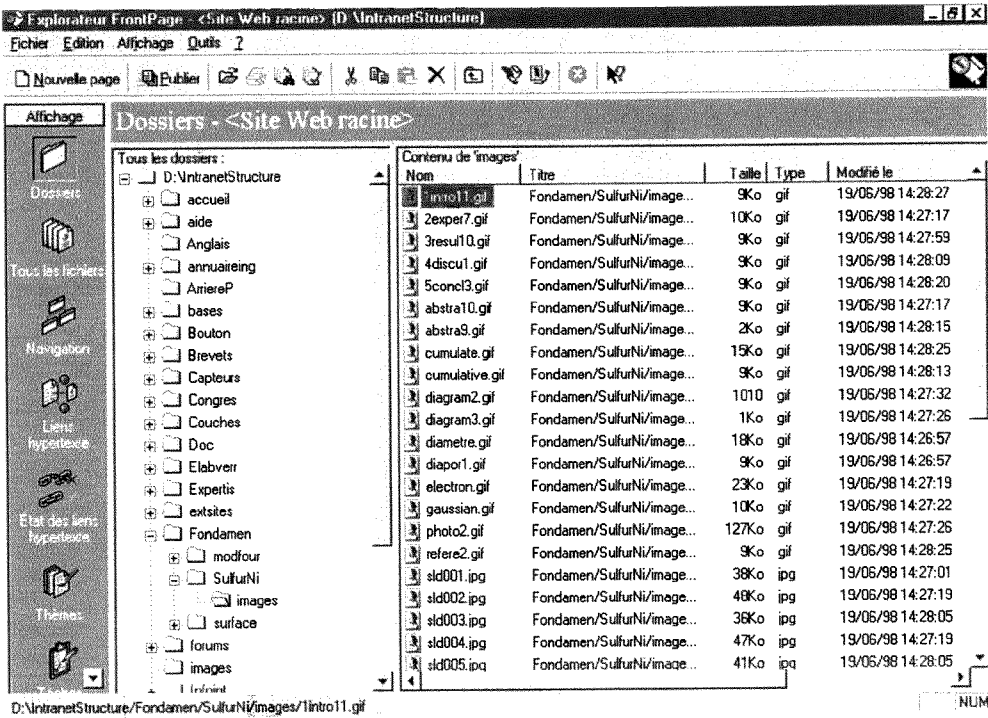 Explorateur FrontPage - <Site Web racine> (D:\IntranetStructure)
Fichier Edition Affichage Outils ?
Nouvelle page Publier
Affichage
Dossiers - <Site Web racine>
Dossiers
Tous les fichiers
Navigation
Liens
hypertexte
Etat des liens
hypertexte
Thèmes
Tous les dossiers :
D:\IntranetStructure
accueil
aide
Anglais
annuaireing
ArriereP
bases
Bouton
Brevets
Capteurs
Congres
Couches
Doc
Elabverr
Expertis
extsites
Fondamen
modfour
SulfurNi
images
surface
forums
images
Contenu de 'images'
Nom Titre Taille Type Modifié le
1intro11.gif Fondamen/SulfurNi/image... 9Ko gif 19/06/98 14:28:27
2exper7.gif Fondamen/SulfurNi/image... 10Ko gif 19/06/98 14:27:17
3resul10.gif Fondamen/SulfurNi/image... 9Ko gif 19/06/98 14:27:59
4discu1.gif Fondamen/SulfurNi/image... 9Ko gif 19/06/98 14:28:09
5concl3.gif Fondamen/SulfurNi/image... 9Ko gif 19/06/98 14:28:20
abstra10.gif Fondamen/SulfurNi/image... 9Ko gif 19/06/98 14:27:17
abstra9.gif Fondamen/SulfurNi/image... 2Ko gif 19/06/98 14:28:15
cumulate.gif Fondamen/SulfurNi/image... 15Ko gif 19/06/98 14:28:25
cumulative.gif Fondamen/SulfurNi/image... 9Ko gif 19/06/98 14:28:13
diagram2.gif Fondamen/SulfurNi/image... 1010 gif 19/06/98 14:27:32
diagram3.gif Fondamen/SulfurNi/image... 1Ko gif 19/06/98 14:27:26
diametre.gif Fondamen/SulfurNi/image... 18Ko gif 19/06/98 14:26:57
diapor1.gif Fondamen/SulfurNi/image... 9Ko gif 19/06/98 14:26:57
electron.gif Fondamen/SulfurNi/image... 23Ko gif 19/06/98 14:27:19
gaussian.gif Fondamen/SulfurNi/image... 10Ko gif 19/06/98 14:27:22
photo2.gif Fondamen/SulfurNi/image... 127Ko gif 19/06/98 14:27:26
refere2.gif Fondamen/SulfurNi/image... 9Ko gif 19/06/98 14:28:25
sld001.jpg Fondamen/SulfurNi/image... 38Ko jpg 19/06/98 14:27:01
sld002.jpg Fondamen/SulfurNi/image... 48Ko jpg 19/06/98 14:27:19
sld003.jpg Fondamen/SulfurNi/image... 36Ko jpg 19/06/98 14:28:05
sld004.jpg Fondamen/SulfurNi/image... 47Ko jpg 19/06/98 14:27:19
sld005.jpg Fondamen/SulfurNi/image... 41Ko jpg 19/06/98 14:28:05
D:\IntranetStructure/Fondamen/SulfurNi/images/1intro11.gif
NUM